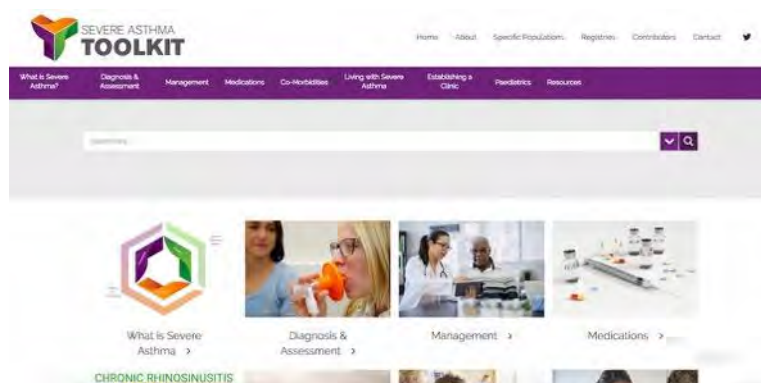 SEVERE ASTHMA
TOOLKIT
Home About Specific Populations Registries Contributors Contact
What is Severe Asthma?
Diagnosis & Assessment
Management
Medications
Co-Morbidities
Living with Severe Asthma
Establishing a Clinic
Paediatrics
Resources
What is Severe
Asthma >
Diagnosis &
Assessment >
Management >
Medications >
CHRONIC RHINOSINUSITIS